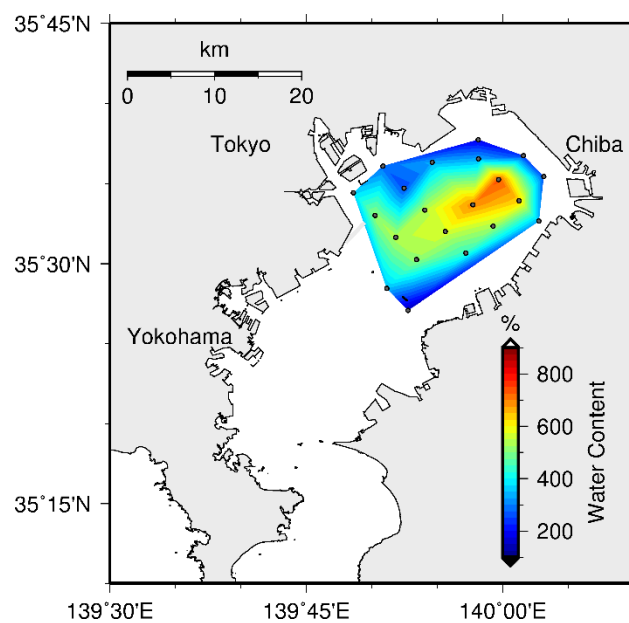 35˚45'N
km
0 10 20
Tokyo
Chiba
35˚30'N
Yokohama
%
800
600
400
200
Water Content
35˚15'N
139˚30'E 139˚45'E 140˚00'E